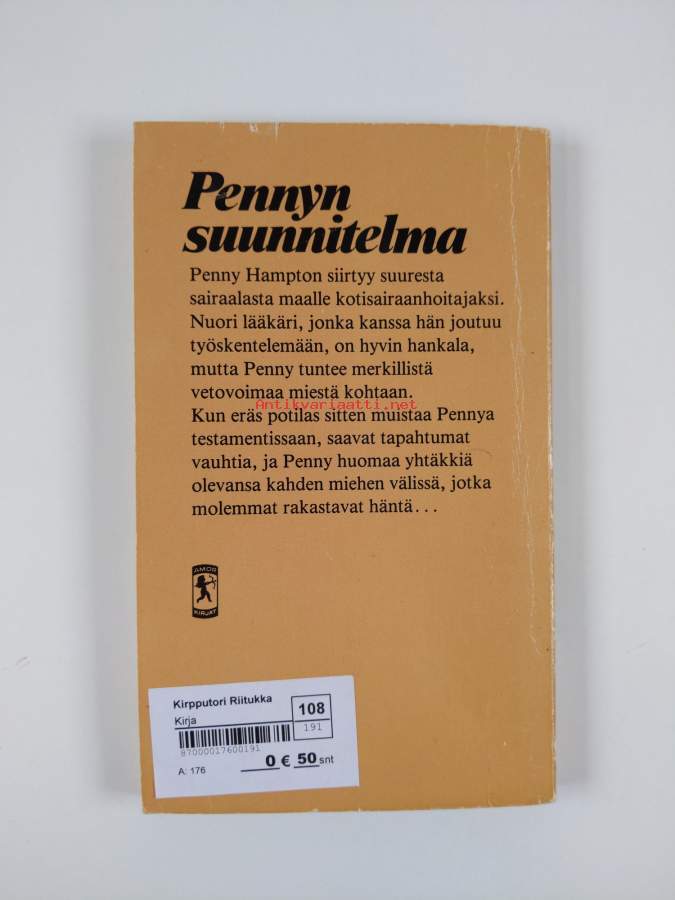 Pennyn
suunnitelma
Penny Hampton siirtyy suuresta
sairaalasta maalle kotisairaanhoitajaksi.
Nuori lääkäri, jonka kanssa hän joutuu
työskentelemään, on hyvin hankala,
mutta Penny tuntee merkillistä
vetovoimaa miestä kohtaan.
Antikvariaatti.net
Kun eräs potilas sitten muistaa Pennya
testamentissaan, saavat tapahtumat
vauhtia, ja Penny huomaa yhtäkkiä
olevansa kahden miehen välissä, jotka
molemmat rakastavat häntä...
AMOR
KIRJAT
Kirpputori Riitukka
108
Kirja
191
87000017600191
A: 176
0 € 50 snt